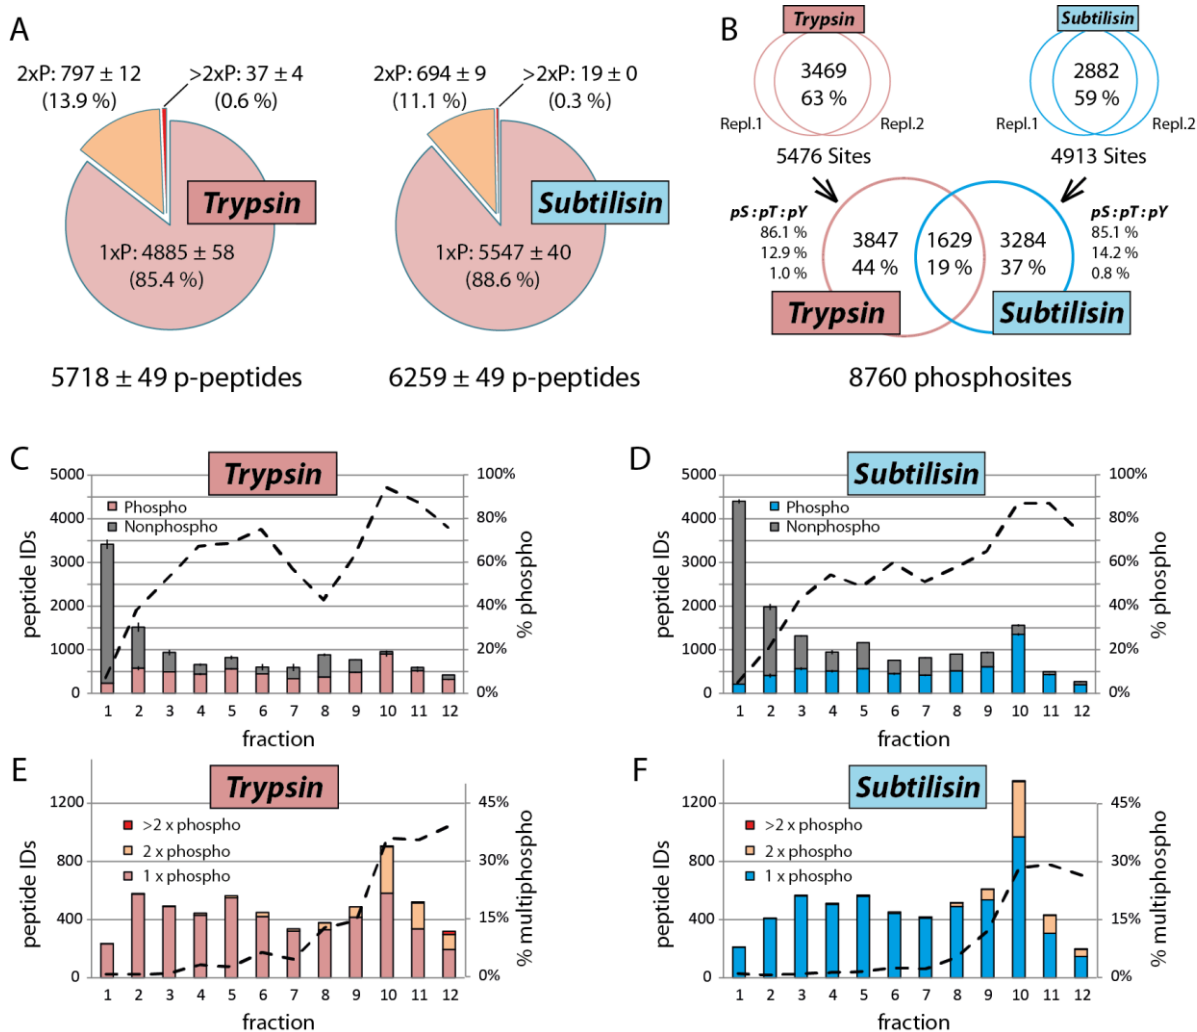 A
2xP: 797 ± 12
(13.9 %)
>2xP: 37 ± 4
(0.6 %)
Trypsin
1xP: 4885 ± 58
(85.4 %)
5718 ± 49 p-peptides
2xP: 694 ± 9
(11.1 %)
>2xP: 19 ± 0
(0.3 %)
Subtilisin
1xP: 5547 ± 40
(88.6 %)
6259 ± 49 p-peptides
B
Trypsin
3469
63 %
Repl.1
Repl.2
5476 Sites
Subtilisin
2882
59 %
Repl.1
Repl.2
4913 Sites
pS : pT : pY
86.1 %
12.9 %
1.0 %
3847
44 %
1629
19 %
3284
37 %
pS : pT : pY
85.1 %
14.2 %
0.8 %
Trypsin
Subtilisin
8760 phosphosites
C
Trypsin
Phospho
Nonphospho
peptide IDs
5000
4000
3000
2000
1000
0
100%
80%
60%
40%
20%
0%
% phospho
1 2 3 4 5 6 7 8 9 10 11 12
fraction
D
Subtilisin
Phospho
Nonphospho
peptide IDs
5000
4000
3000
2000
1000
0
100%
80%
60%
40%
20%
0%
% phospho
1 2 3 4 5 6 7 8 9 10 11 12
fraction
E
Trypsin
>2 x phospho
2 x phospho
1 x phospho
peptide IDs
1200
800
400
0
45%
30%
15%
0%
% multiphospho
1 2 3 4 5 6 7 8 9 10 11 12
fraction
F
Subtilisin
>2 x phospho
2 x phospho
1 x phospho
peptide IDs
1200
800
400
0
45%
30%
15%
0%
% multiphospho
1 2 3 4 5 6 7 8 9 10 11 12
fraction